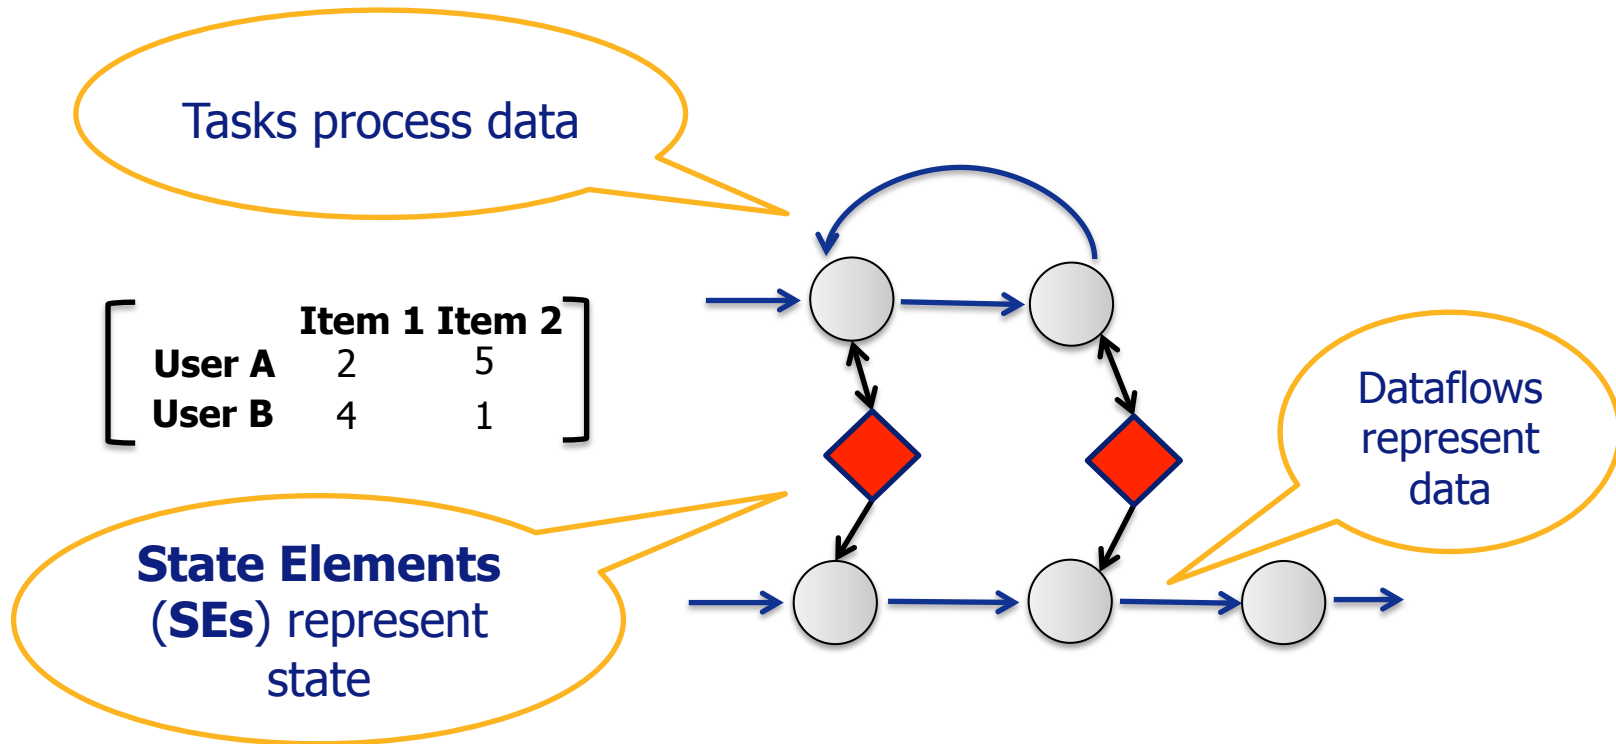 Tasks process data
Item 1 Item 2
User A 2 5
User B 4 1
Dataflows
represent
data
State Elements
(SEs) represent
state